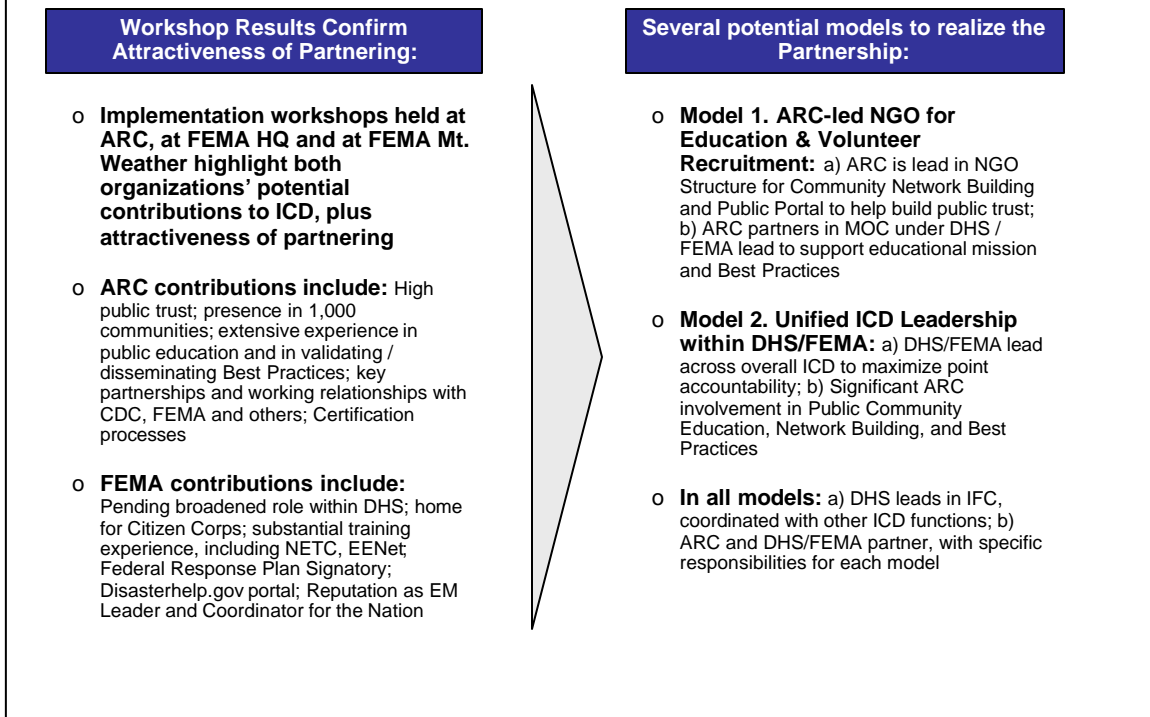 Workshop Results Confirm
Attractiveness of Partnering:
o Implementation workshops held at
ARC, at FEMA HQ and at FEMA Mt.
Weather highlight both
organizations' potential
contributions to ICD, plus
attractiveness of partnering
o ARC contributions include: High
public trust; presence in 1,000
communities; extensive experience in
public education and in validating /
disseminating Best Practices; key
partnerships and working relationships with
CDC, FEMA and others; Certification
processes
o FEMA contributions include:
Pending broadened role within DHS; home
for Citizen Corps; substantial training
experience, including NETC, EENet;
Federal Response Plan Signatory;
Disasterhelp.gov portal; Reputation as EM
Leader and Coordinator for the Nation
Several potential models to realize the
Partnership:
o Model 1. ARC-led NGO for
Education & Volunteer
Recruitment: a) ARC is lead in NGO
Structure for Community Network Building
and Public Portal to help build public trust;
b) ARC partners in MOC under DHS /
FEMA lead to support educational mission
and Best Practices
o Model 2. Unified ICD Leadership
within DHS/FEMA: a) DHS/FEMA lead
across overall ICD to maximize point
accountability; b) Significant ARC
involvement in Public Community
Education, Network Building, and Best
Practices
o In all models: a) DHS leads in IFC,
coordinated with other ICD functions; b)
ARC and DHS/FEMA partner, with specific
responsibilities for each model